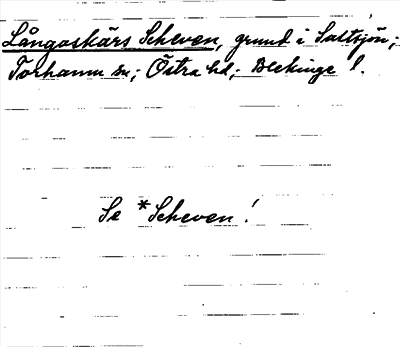 Långaskärs Scheven, grund i Saltsjön;
Torhamn sn; Östra hd; Blekinge l.
Se *Scheven!